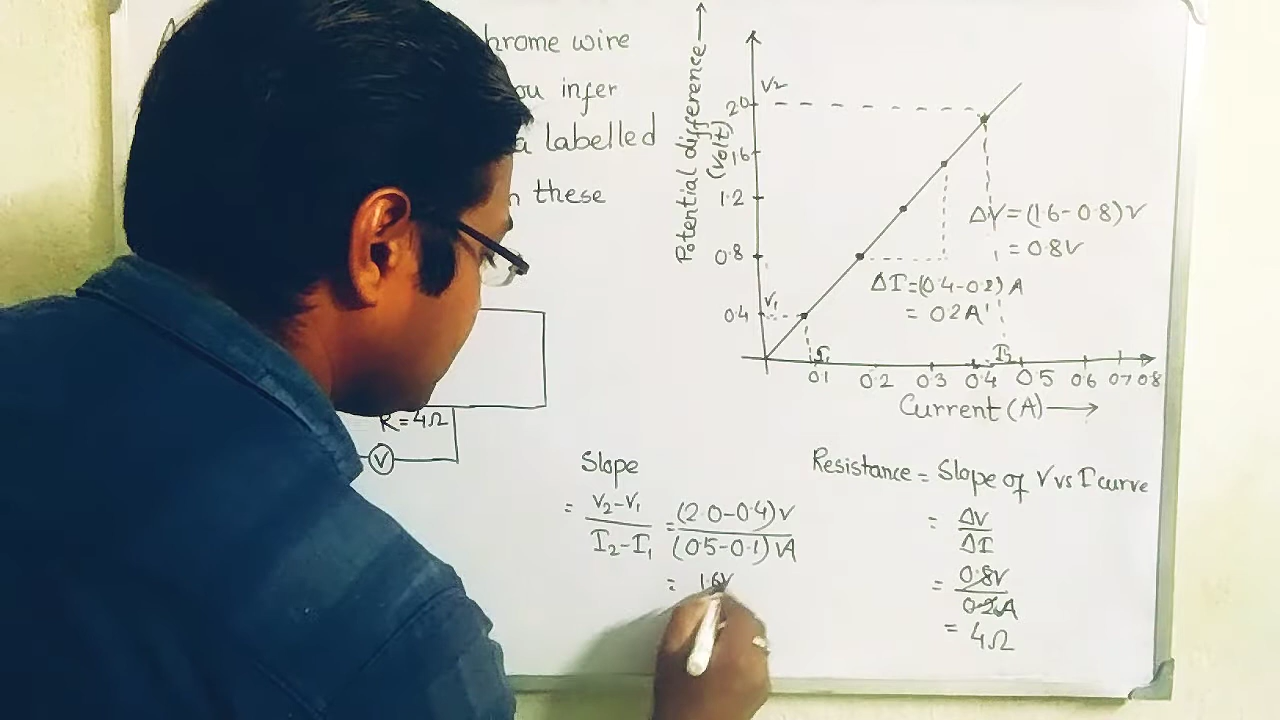 hrome wire
ou infer
a labelled
these
R = 4Ω
V
Potential difference →
(volt)
V2
2.0
1.6
1.2
0.8
0.4
V1
I1
I2
0.1 0.2 0.3 0.4 0.5 0.6 0.7 0.8
Current (A) →
ΔV = (1.6-0.8) V
= 0.8V
ΔI = (0.4-0.2) A
= 0.2A
Slope
= V2-V1 / I2-I1 = (2.0-0.4)V / (0.5-0.1)VA
= 1.6V
Resistance = Slope of V vs I curve
= ΔV / ΔI
= 0.8V / 0.2A
= 4Ω